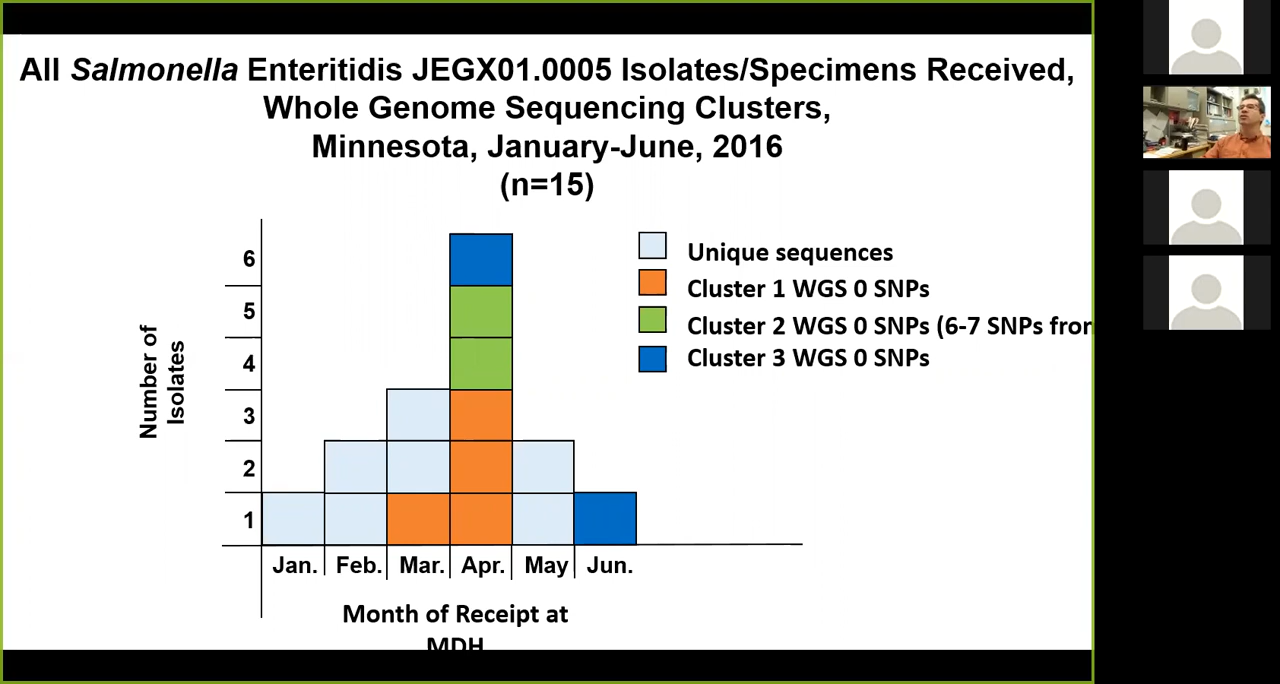 All Salmonella Enteritidis JEGX01.0005 Isolates/Specimens Received,
Whole Genome Sequencing Clusters,
Minnesota, January-June, 2016
(n=15)
6
5
4
3
2
1
Number of
Isolates
Unique sequences
Cluster 1 WGS 0 SNPs
Cluster 2 WGS 0 SNPs (6-7 SNPs from
Cluster 3 WGS 0 SNPs
Jan. Feb. Mar. Apr. May Jun.
Month of Receipt at
MDH